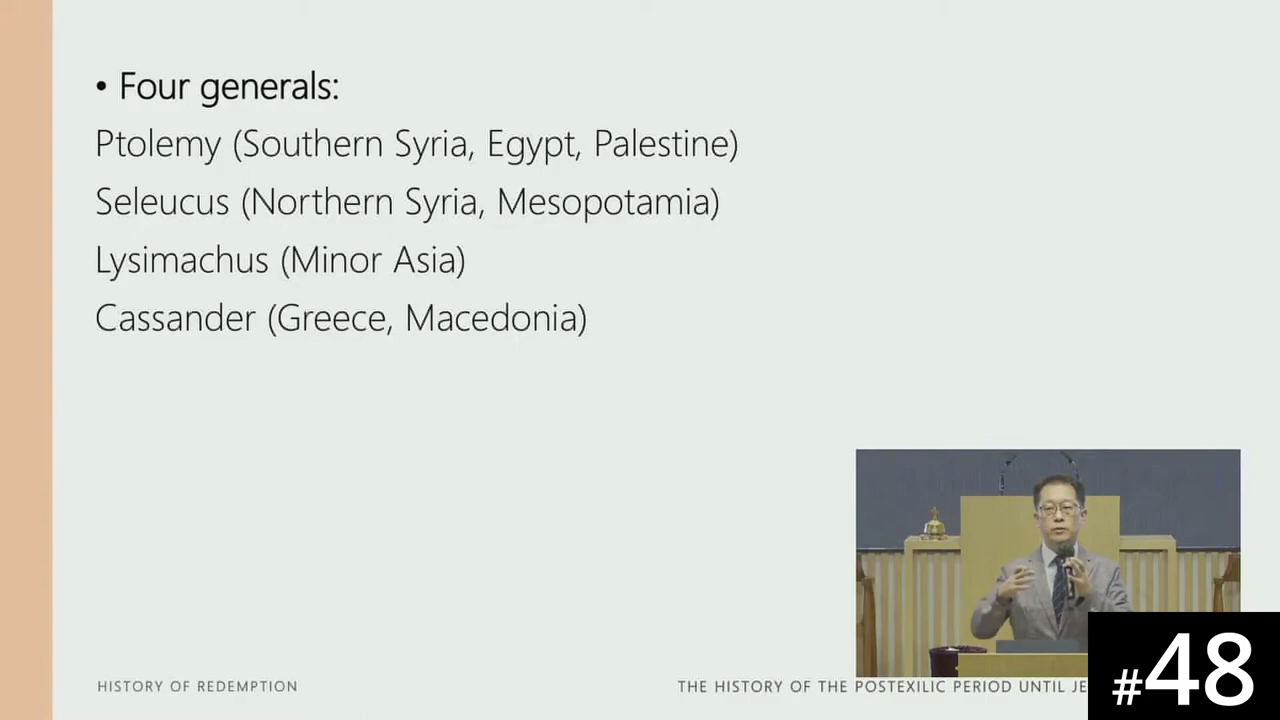 • Four generals:
Ptolemy (Southern Syria, Egypt, Palestine)
Seleucus (Northern Syria, Mesopotamia)
Lysimachus (Minor Asia)
Cassander (Greece, Macedonia)
HISTORY OF REDEMPTION
THE HISTORY OF THE POSTEXILIC PERIOD UNTIL JE
#48